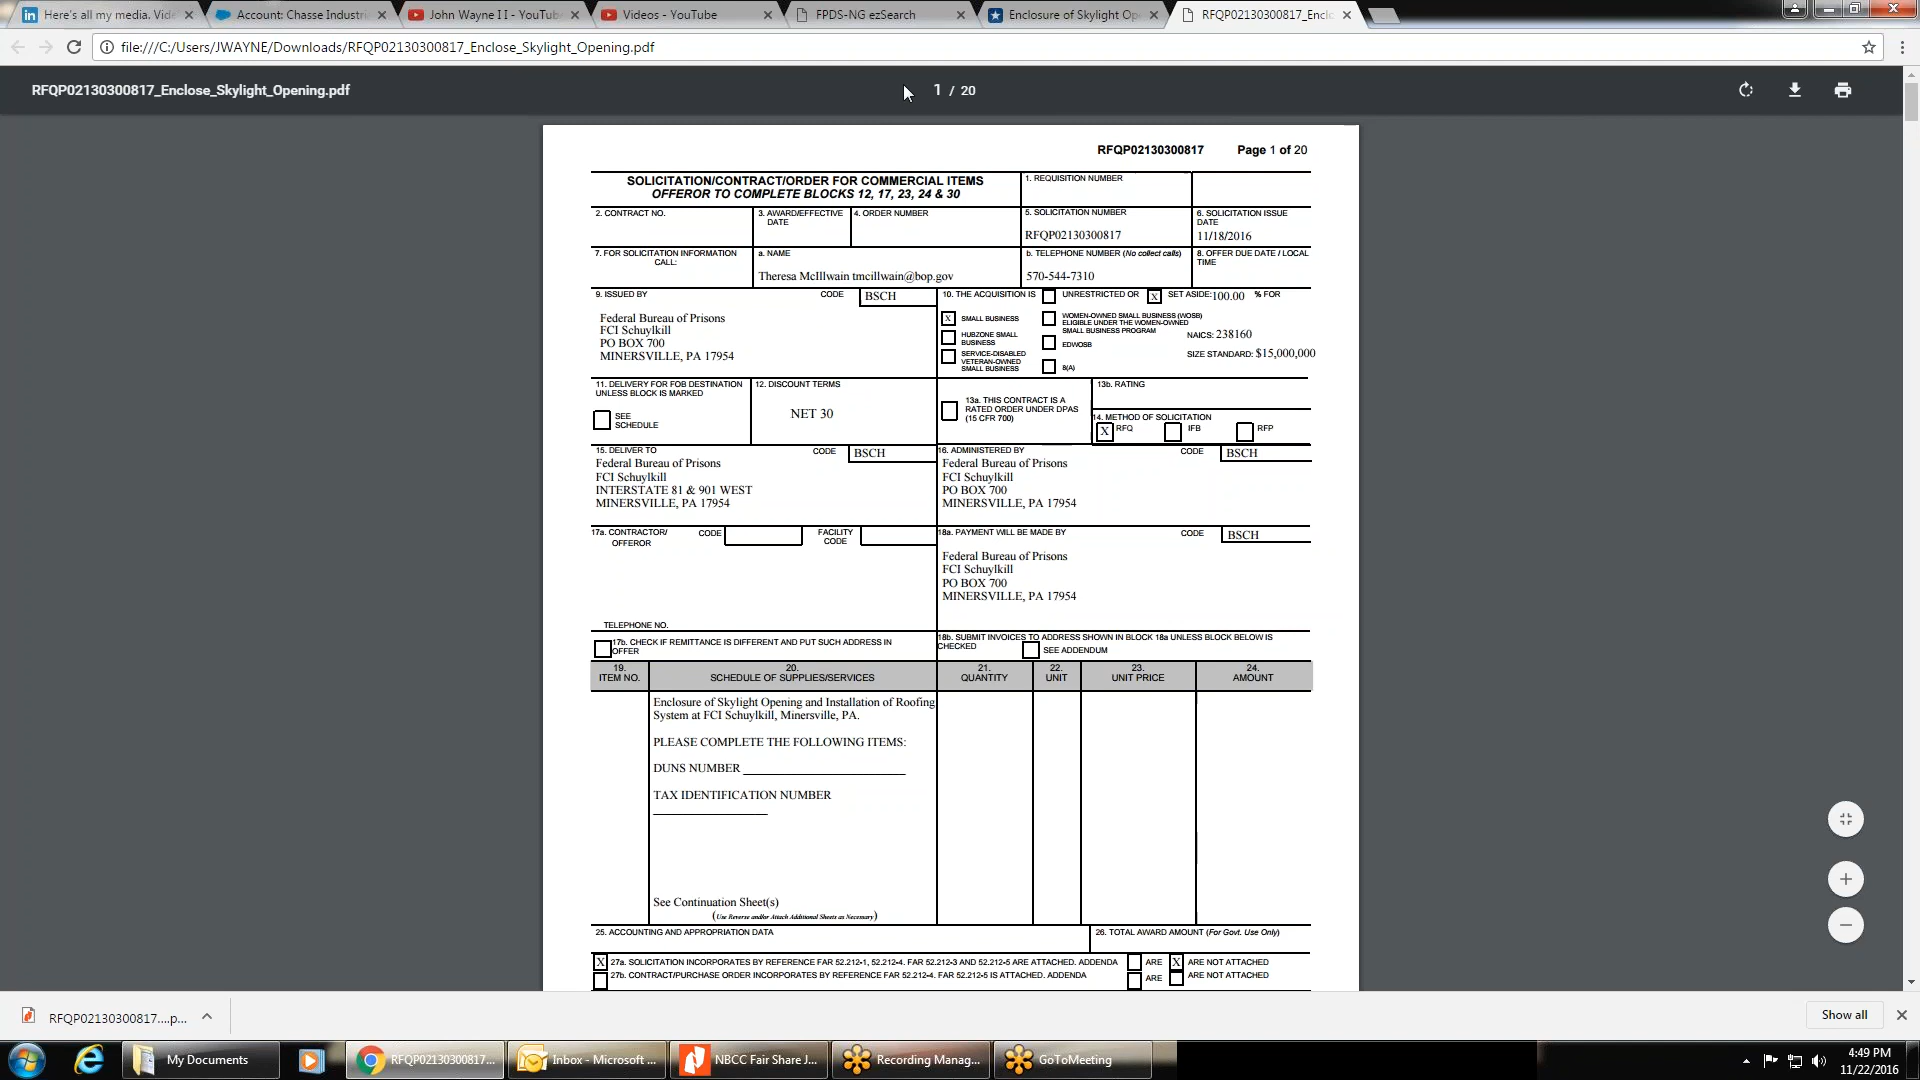 Here's all my media. Vide
Account: Chasse Industri
John Wayne I I - YouTub
Videos - YouTube
FPDS-NG ezSearch
Enclosure of Skylight Op
RFQP02130300817_Enclo
file:///C:/Users/JWAYNE/Downloads/RFQP02130300817_Enclose_Skylight_Opening.pdf
RFQP02130300817_Enclose_Skylight_Opening.pdf
1 / 20
RFQP02130300817 Page 1 of 20
SOLICITATION/CONTRACT/ORDER FOR COMMERCIAL ITEMS
OFFEROR TO COMPLETE BLOCKS 12, 17, 23, 24 & 30
1. REQUISITION NUMBER
2. CONTRACT NO.
3. AWARD/EFFECTIVE
DATE
4. ORDER NUMBER
5. SOLICITATION NUMBER
RFQP02130300817
6. SOLICITATION ISSUE
DATE
11/18/2016
7. FOR SOLICITATION INFORMATION
CALL:
a. NAME
Theresa McIllwain tmcillwain@bop.gov
b. TELEPHONE NUMBER (No collect calls)
570-544-7310
8. OFFER DUE DATE / LOCAL
TIME
9. ISSUED BY CODE BSCH
Federal Bureau of Prisons
FCI Schuylkill
PO BOX 700
MINERSVILLE, PA 17954
10. THE ACQUISITION IS UNRESTRICTED OR X SET ASIDE:100.00 % FOR
X SMALL BUSINESS
HUBZONE SMALL
BUSINESS
SERVICE-DISABLED
VETERAN-OWNED
SMALL BUSINESS
WOMEN-OWNED SMALL BUSINESS (WOSB)
ELIGIBLE UNDER THE WOMEN-OWNED
SMALL BUSINESS PROGRAM
EDWOSB
8(A)
NAICS: 238160
SIZE STANDARD: $15,000,000
11. DELIVERY FOR FOB DESTINATION
UNLESS BLOCK IS MARKED
SEE
SCHEDULE
12. DISCOUNT TERMS
NET 30
13a. THIS CONTRACT IS A
RATED ORDER UNDER DPAS
(15 CFR 700)
13b. RATING
14. METHOD OF SOLICITATION
X RFQ IFB RFP
15. DELIVER TO CODE BSCH
Federal Bureau of Prisons
FCI Schuylkill
INTERSTATE 81 & 901 WEST
MINERSVILLE, PA 17954
16. ADMINISTERED BY CODE BSCH
Federal Bureau of Prisons
FCI Schuylkill
PO BOX 700
MINERSVILLE, PA 17954
17a. CONTRACTOR/
OFFEROR
CODE
FACILITY
CODE
TELEPHONE NO.
18a. PAYMENT WILL BE MADE BY CODE BSCH
Federal Bureau of Prisons
FCI Schuylkill
PO BOX 700
MINERSVILLE, PA 17954
17b. CHECK IF REMITTANCE IS DIFFERENT AND PUT SUCH ADDRESS IN
OFFER
18b. SUBMIT INVOICES TO ADDRESS SHOWN IN BLOCK 18a UNLESS BLOCK BELOW IS
CHECKED
SEE ADDENDUM
19.
ITEM NO.
20.
SCHEDULE OF SUPPLIES/SERVICES
21.
QUANTITY
22.
UNIT
23.
UNIT PRICE
24.
AMOUNT
Enclosure of Skylight Opening and Installation of Roofing
System at FCI Schuylkill, Minersville, PA.
PLEASE COMPLETE THE FOLLOWING ITEMS:
DUNS NUMBER
TAX IDENTIFICATION NUMBER
See Continuation Sheet(s)
(Use Reverse and/or Attach Additional Sheets as Necessary)
25. ACCOUNTING AND APPROPRIATION DATA
26. TOTAL AWARD AMOUNT (For Govt. Use Only)
X 27a. SOLICITATION INCORPORATES BY REFERENCE FAR 52.212-1, 52.212-4. FAR 52.212-3 AND 52.212-5 ARE ATTACHED. ADDENDA ARE X ARE NOT ATTACHED
27b. CONTRACT/PURCHASE ORDER INCORPORATES BY REFERENCE FAR 52.212-4. FAR 52.212-5 IS ATTACHED. ADDENDA ARE ARE NOT ATTACHED
RFQP02130300817....p...
Show all
My Documents
RFQP02130300817...
Inbox - Microsoft ...
NBCC Fair Share J...
Recording Manag...
GoToMeeting
4:49 PM
11/22/2016